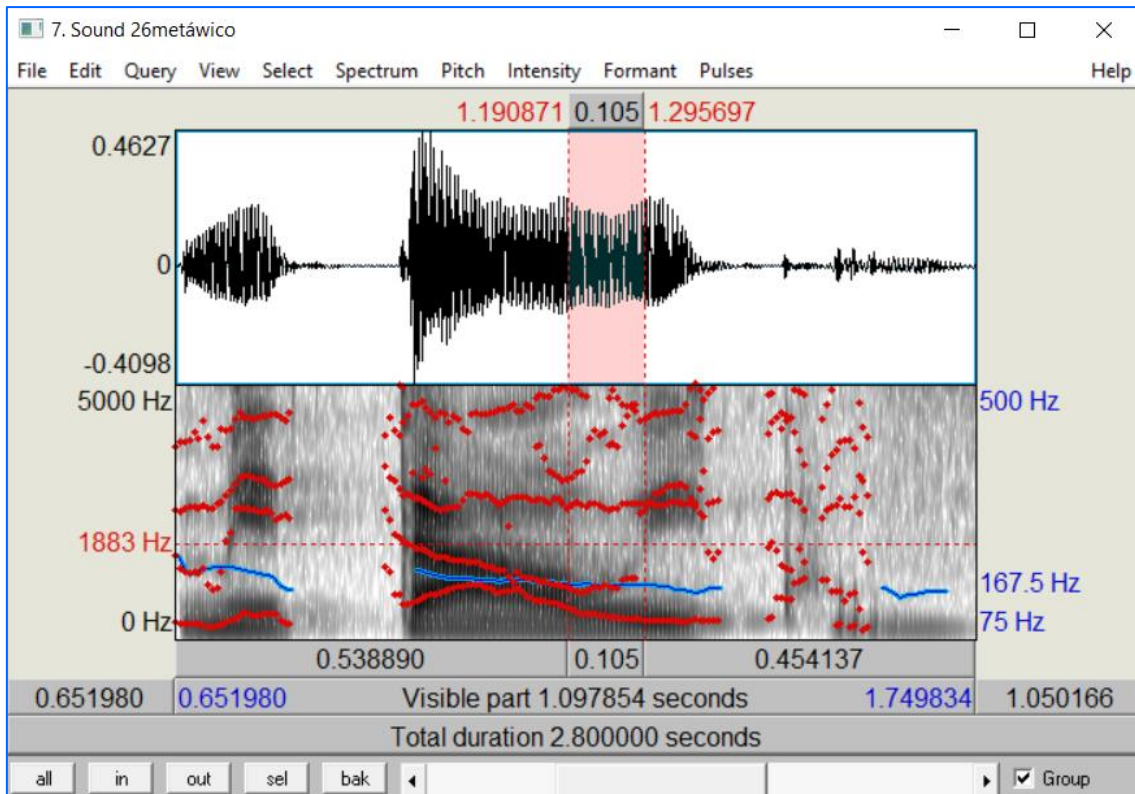 7. Sound 26metáwico
File Edit Query View Select Spectrum Pitch Intensity Formant Pulses Help
1.190871 0.105 1.295697
0.4627
0
-0.4098
5000 Hz 500 Hz
1883 Hz
167.5 Hz
0 Hz 75 Hz
0.538890 0.105 0.454137
0.651980 0.651980 Visible part 1.097854 seconds 1.749834 1.050166
Total duration 2.800000 seconds
all in out sel bak Group